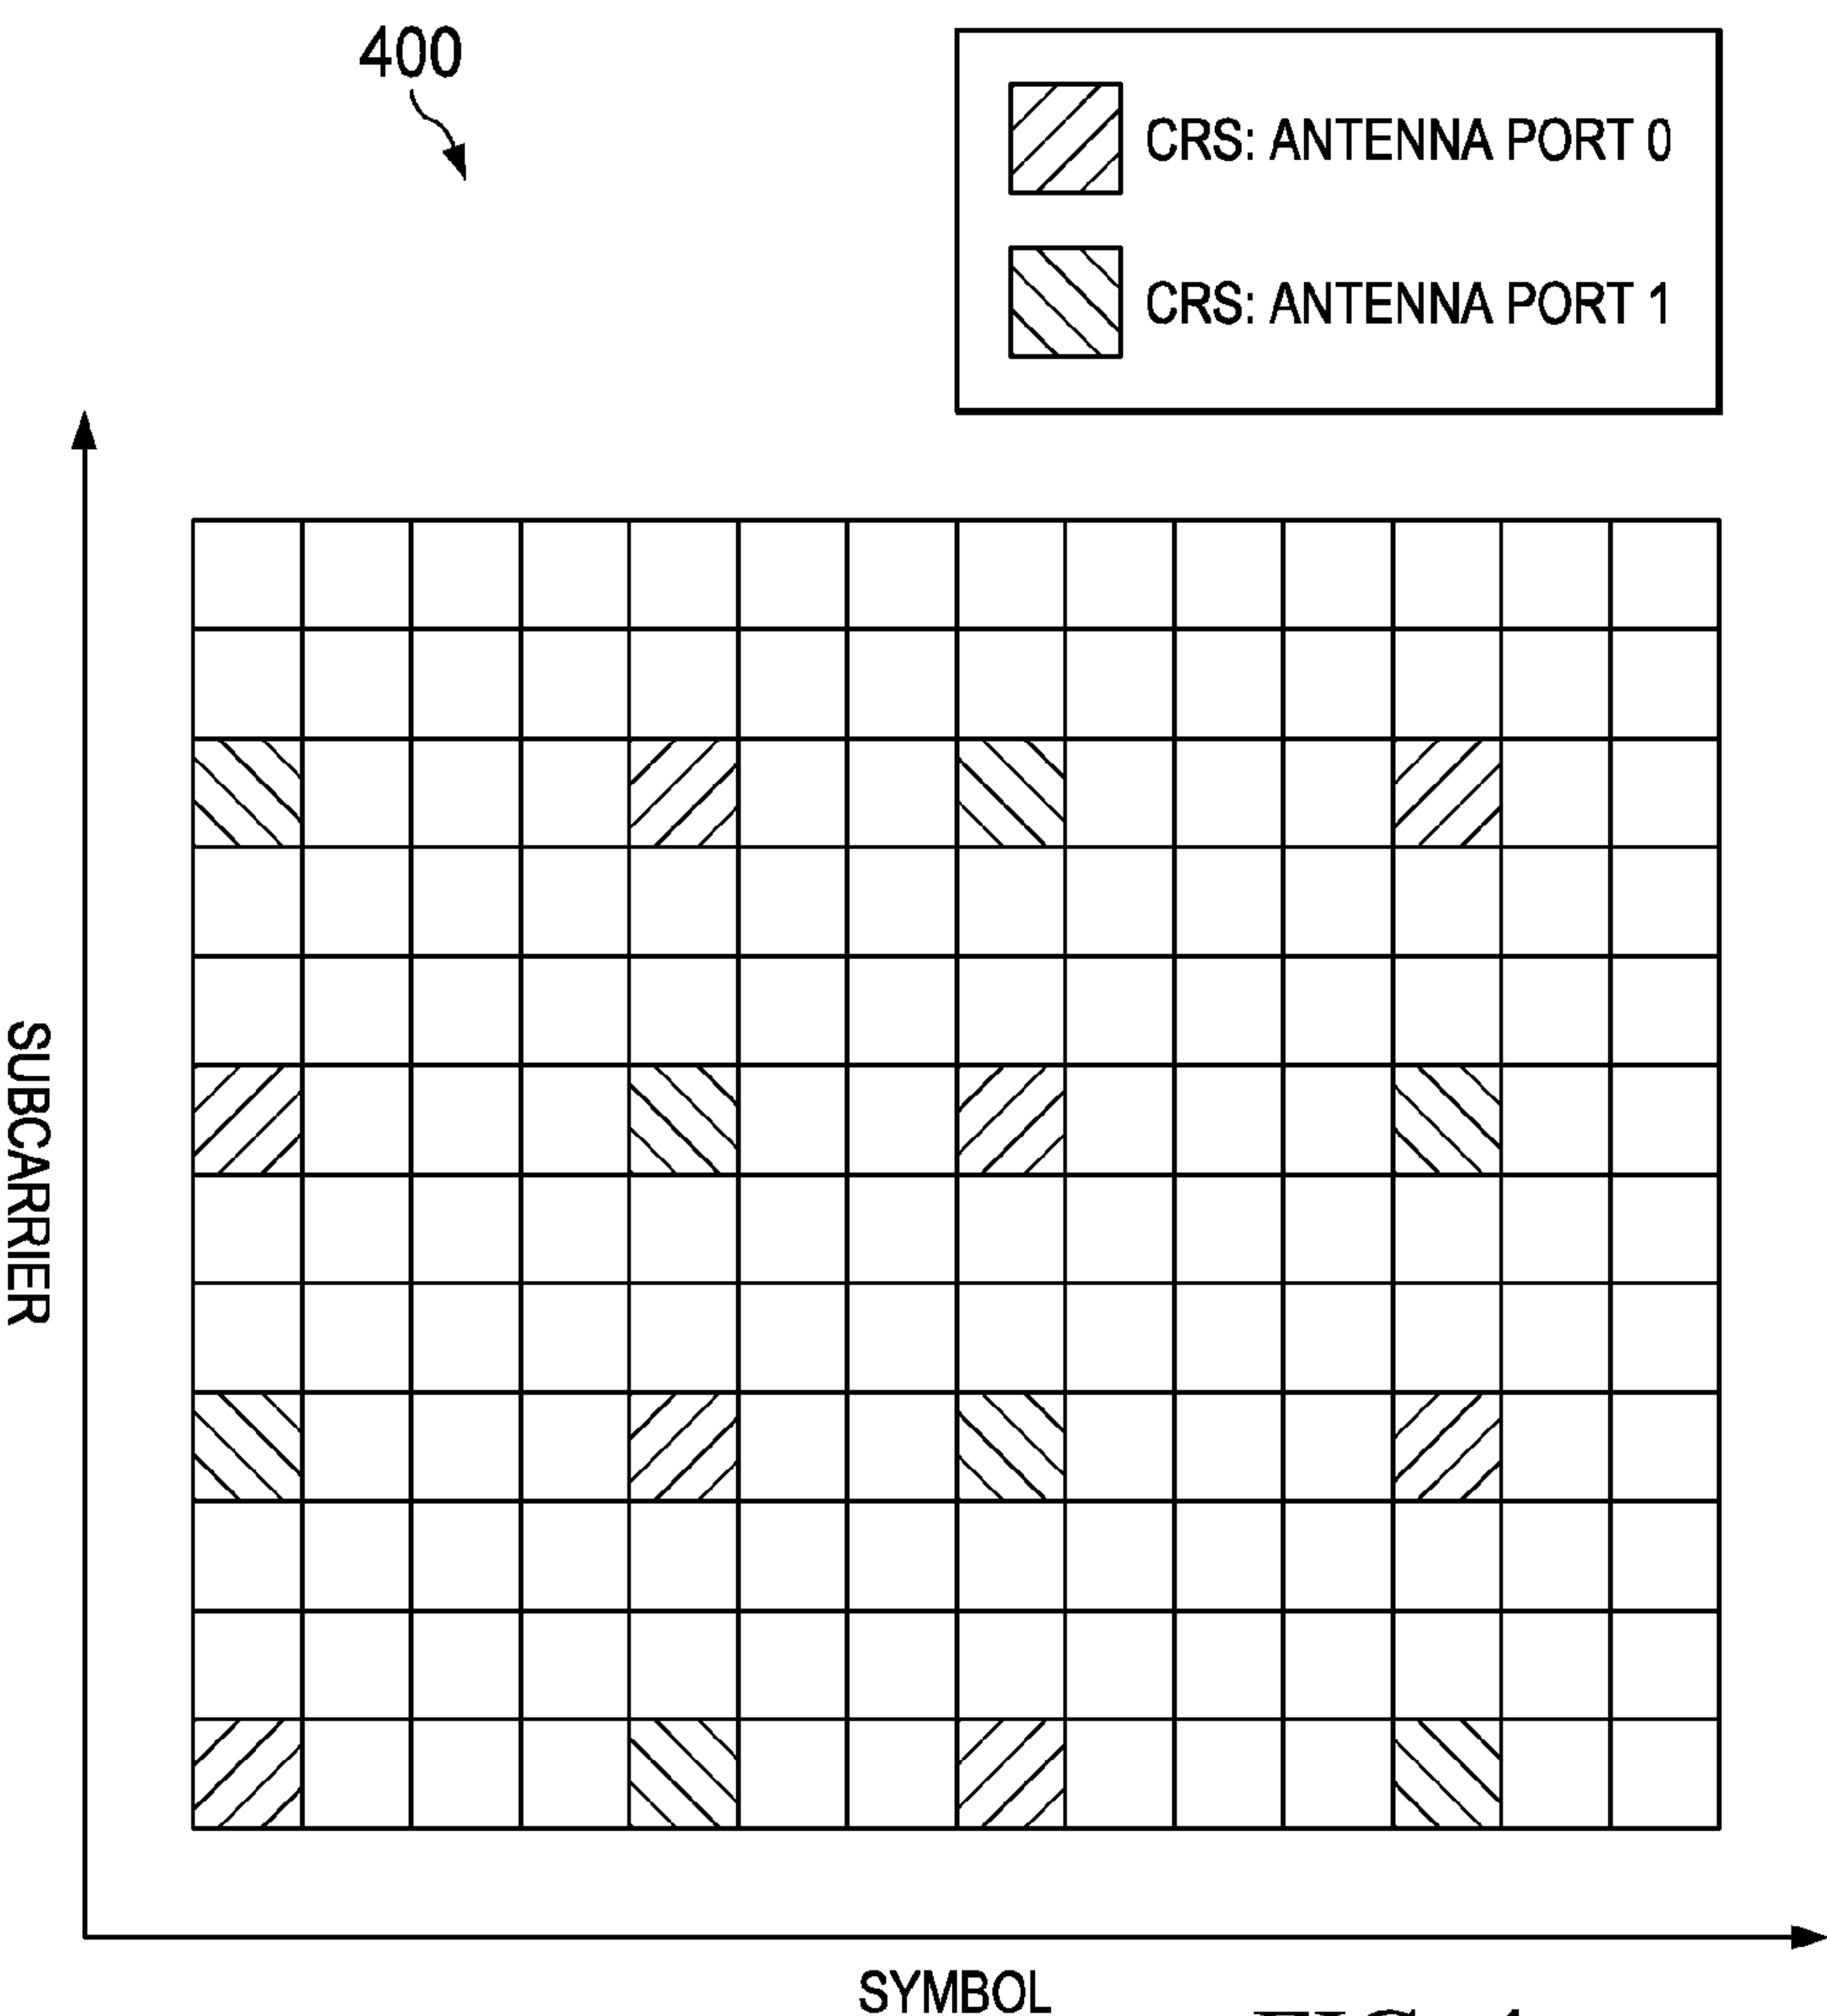 400
CRS: ANTENNA PORT 0
CRS: ANTENNA PORT 1
SUBCARRIER
SYMBOL